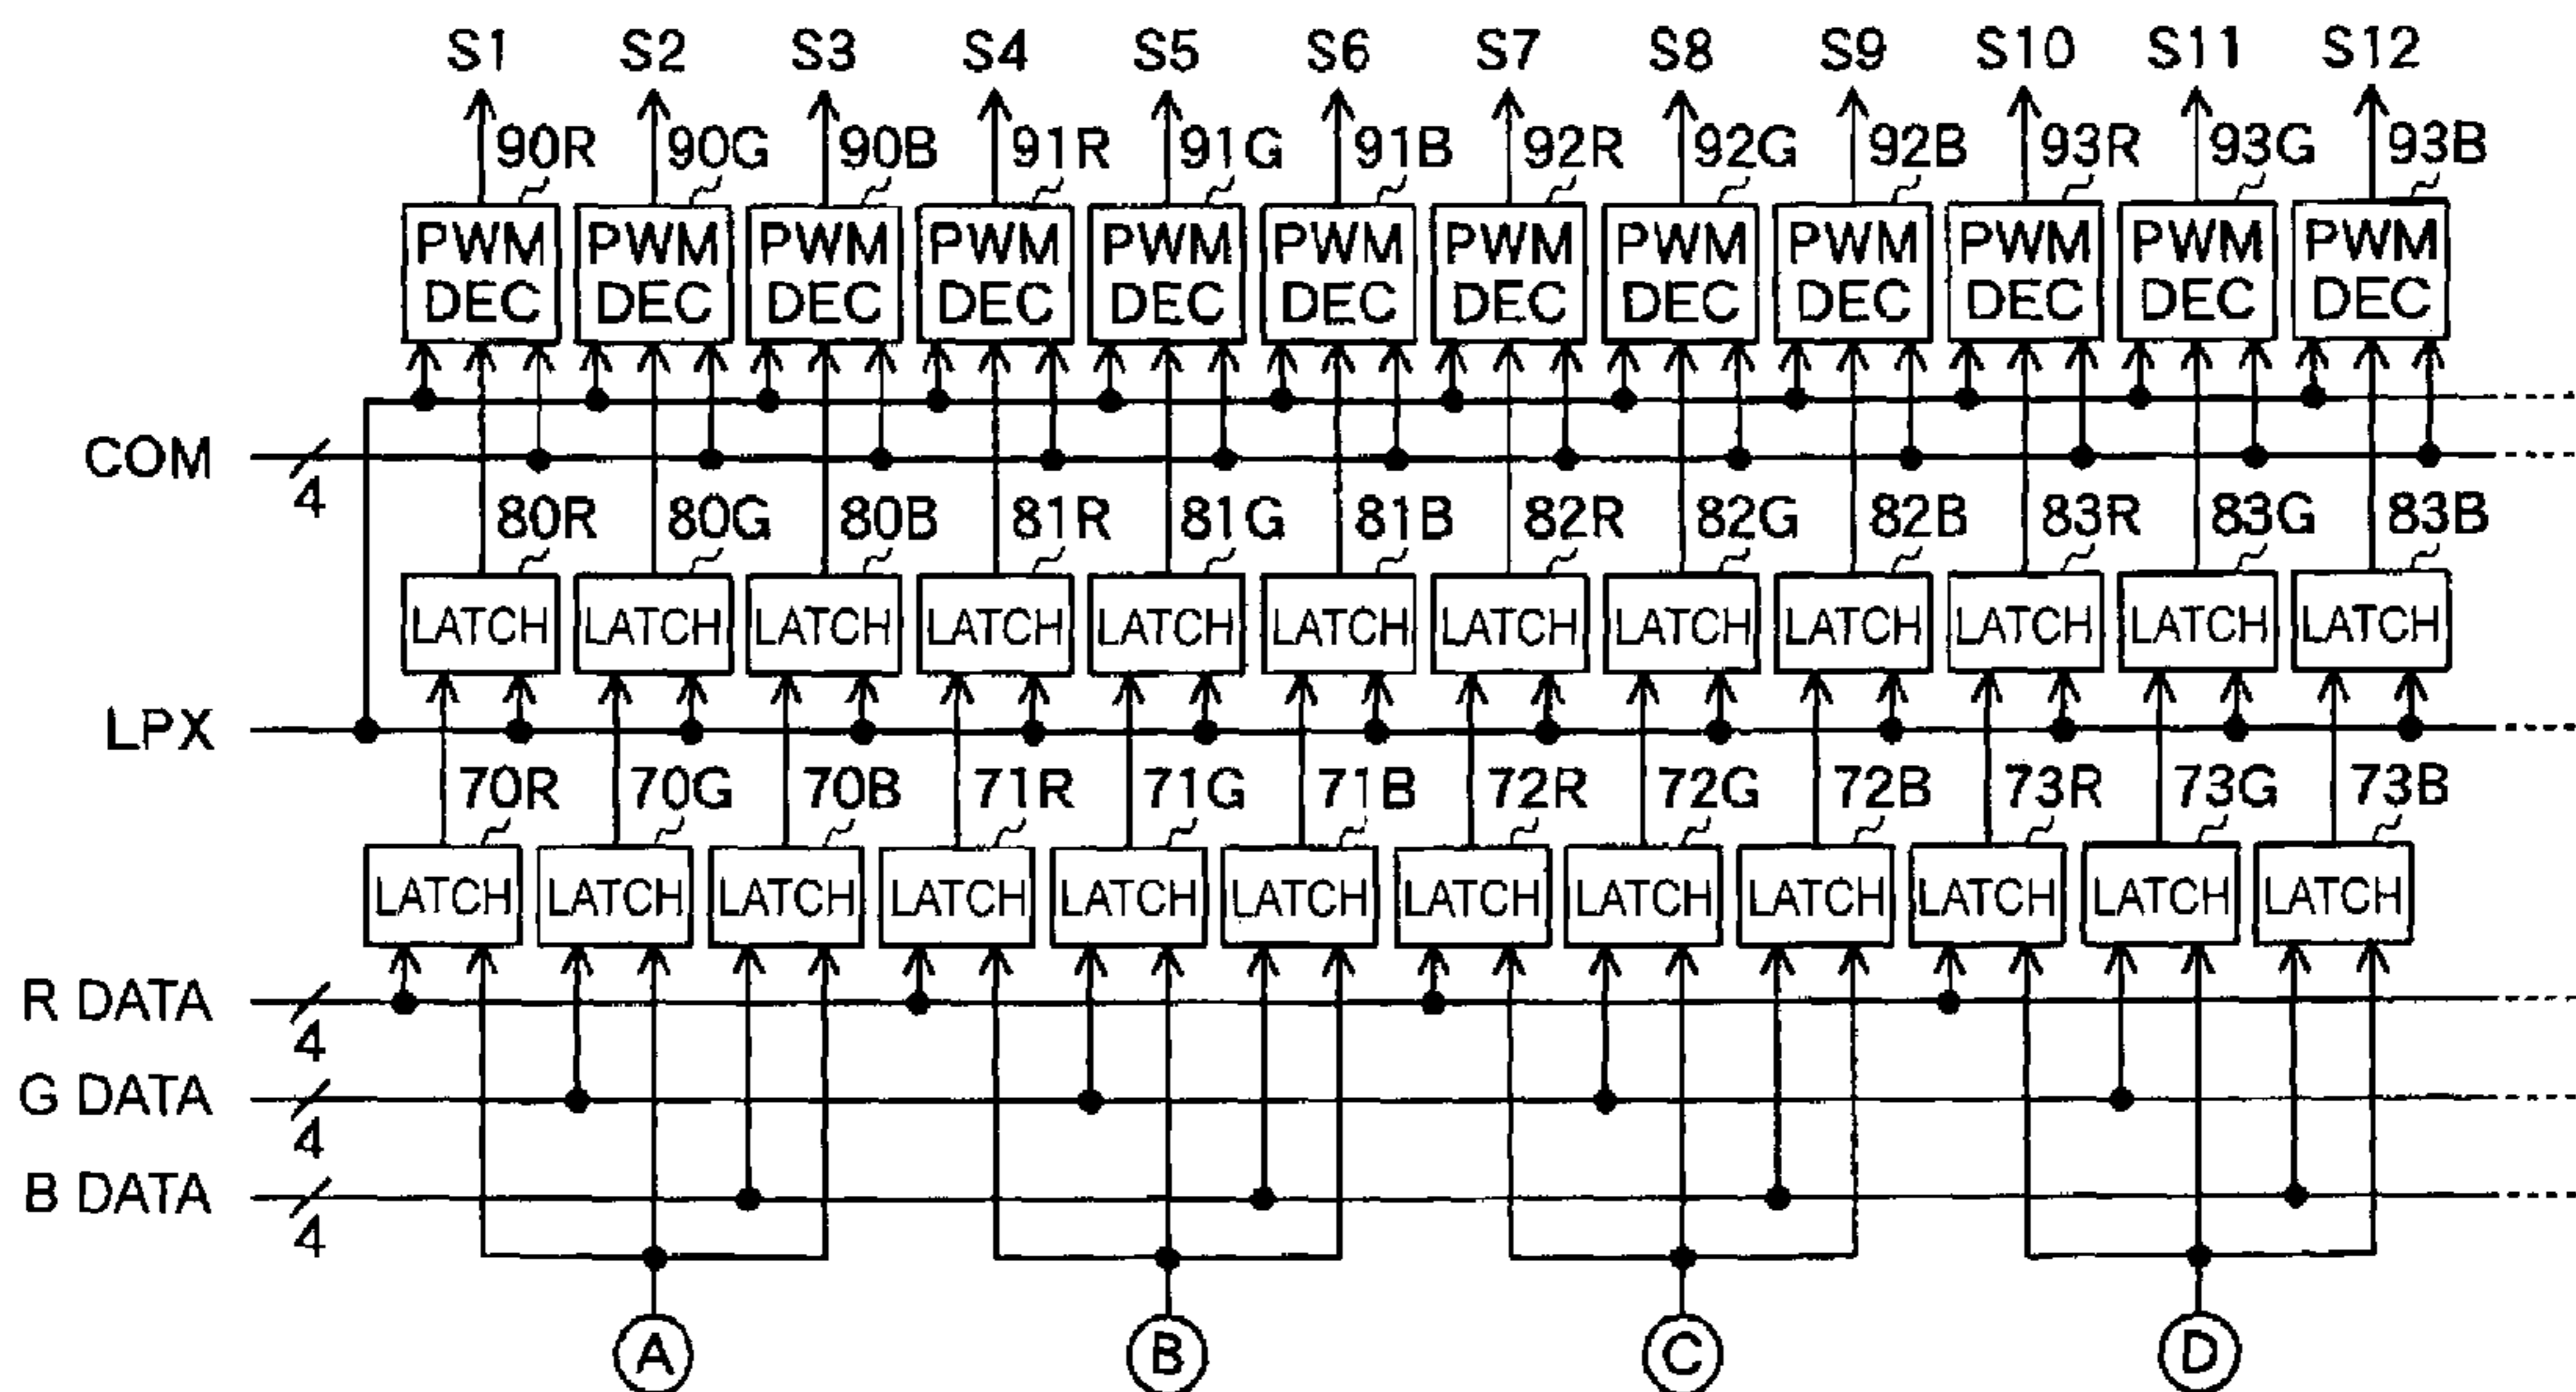 S1 S2 S3 S4 S5 S6 S7 S8 S9 S10 S11 S12
90R 90G 90B 91R 91G 91B 92R 92G 92B 93R 93G 93B
PWM DEC PWM DEC PWM DEC PWM DEC PWM DEC PWM DEC PWM DEC PWM DEC PWM DEC PWM DEC PWM DEC PWM DEC
COM 4
80R 80G 80B 81R 81G 81B 82R 82G 82B 83R 83G 83B
LATCH LATCH LATCH LATCH LATCH LATCH LATCH LATCH LATCH LATCH LATCH LATCH
LPX
70R 70G 70B 71R 71G 71B 72R 72G 72B 73R 73G 73B
LATCH LATCH LATCH LATCH LATCH LATCH LATCH LATCH LATCH LATCH LATCH LATCH
R DATA 4
G DATA 4
B DATA 4
A B C D